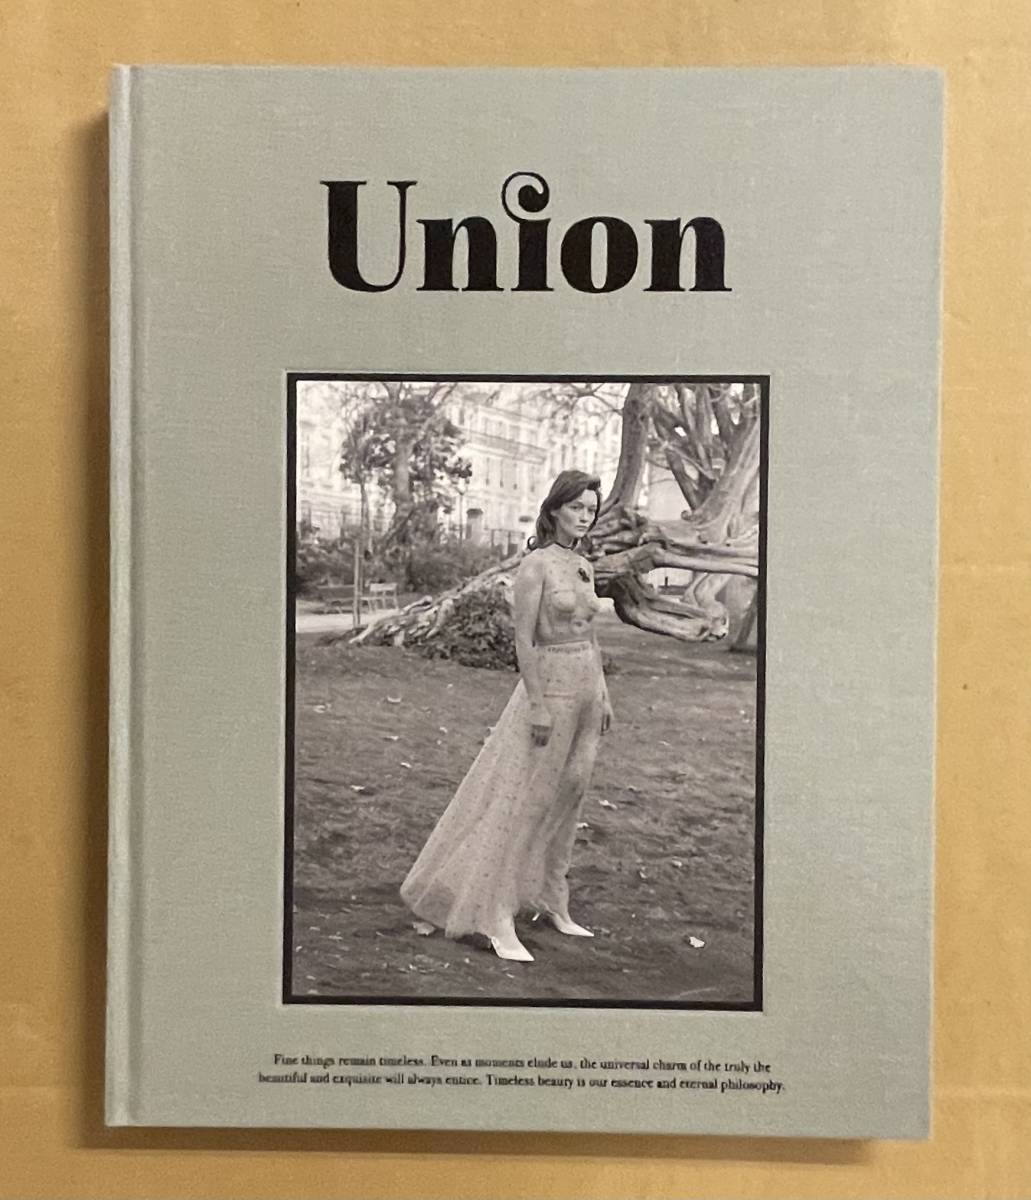 Union
Fine things remain timeless. Even as moments elude us, the universal charm of the truly the
beautiful and exquisite will always entice. Timeless beauty is our essence and eternal philosophy.